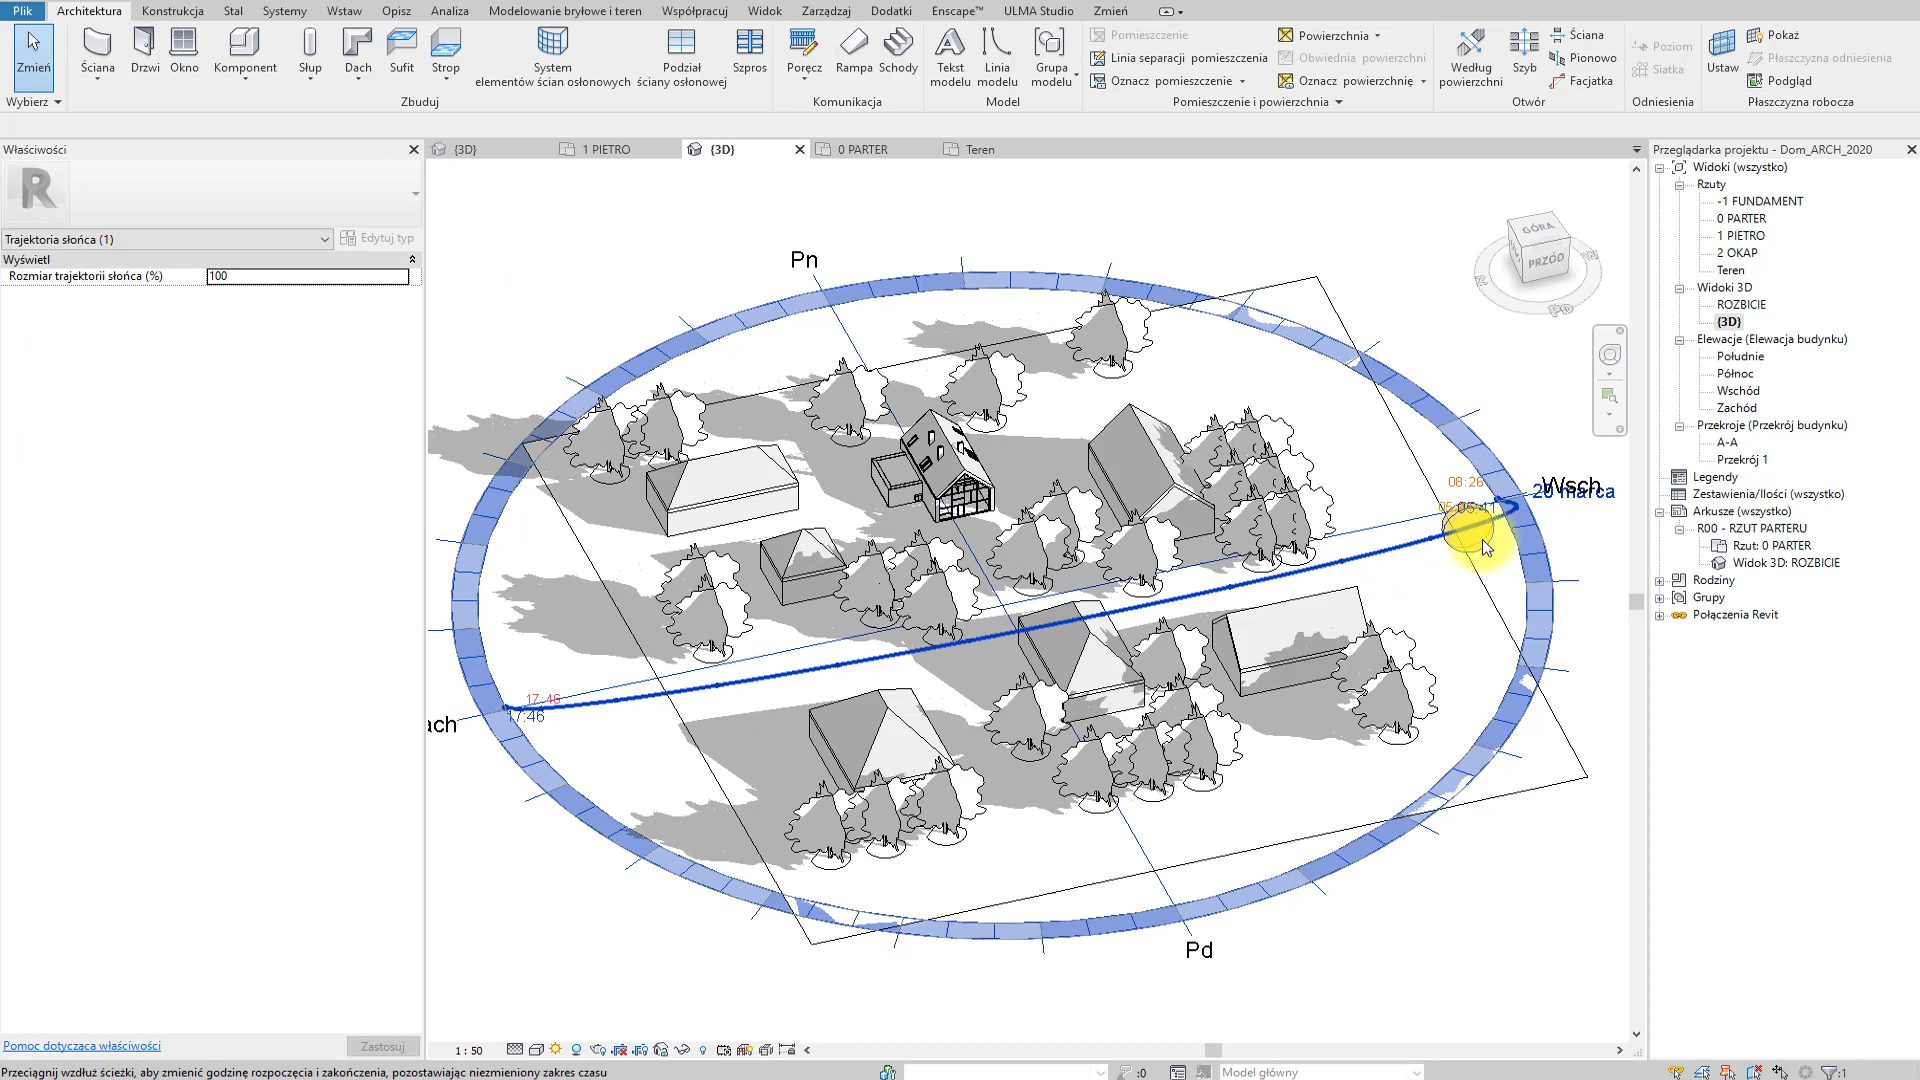 Plik Architektura Konstrukcja Stal Systemy Wstaw Opisz Analiza Modelowanie bryłowe i teren Współpracuj Widok Zarządzaj Dodatki Enscape™ ULMA Studio Zmień
Zmień
Ściana
Drzwi
Okno
Komponent
Słup
Dach
Sufit
Strop
System
elementów ścian osłonowych
Podział
ściany osłonowej
Szpros
Poręcz
Rampa
Schody
Tekst
modelu
Linia
modelu
Grupa
modelu
Pomieszczenie
Linia separacji pomieszczenia
Oznacz pomieszczenie
Powierzchnia
Obwiednia powierzchni
Oznacz powierzchnię
Według
powierzchni
Szyb
Ściana
Pionowo
Facjatka
Poziom
Siatka
Ustaw
Pokaż
Płaszczyzna odniesienia
Podgląd
Wybierz Zbuduj Komunikacja Model Pomieszczenie i powierzchnia Otwór Odniesienia Płaszczyzna robocza
Właściwości
R
Trajektoria słońca (1)
Edytuj typ
Wyświetl
Rozmiar trajektorii słońca (%) 100
Pomoc dotycząca właściwości
Zastosuj
{3D} 1 PIETRO {3D} 0 PARTER Teren
GÓRA
PRZÓD
Pn
08:26
Wsch
20 marca
05:41
17:46
17:46
ach
Pd
Przeglądarka projektu - Dom_ARCH_2020
Widoki (wszystko)
Rzuty
-1 FUNDAMENT
0 PARTER
1 PIETRO
2 OKAP
Teren
Widoki 3D
ROZBICIE
{3D}
Elewacje (Elewacja budynku)
Południe
Północ
Wschód
Zachód
Przekroje (Przekrój budynku)
A-A
Przekrój 1
Legendy
Zestawienia/Ilości (wszystko)
Arkusze (wszystko)
R00 - RZUT PARTERU
Rzut: 0 PARTER
Widok 3D: ROZBICIE
Rodziny
Grupy
Połączenia Revit
1 : 50
Przeciągnij wzdłuż ścieżki, aby zmienić godzinę rozpoczęcia i zakończenia, pozostawiając niezmieniony zakres czasu
:0
Model główny
:1